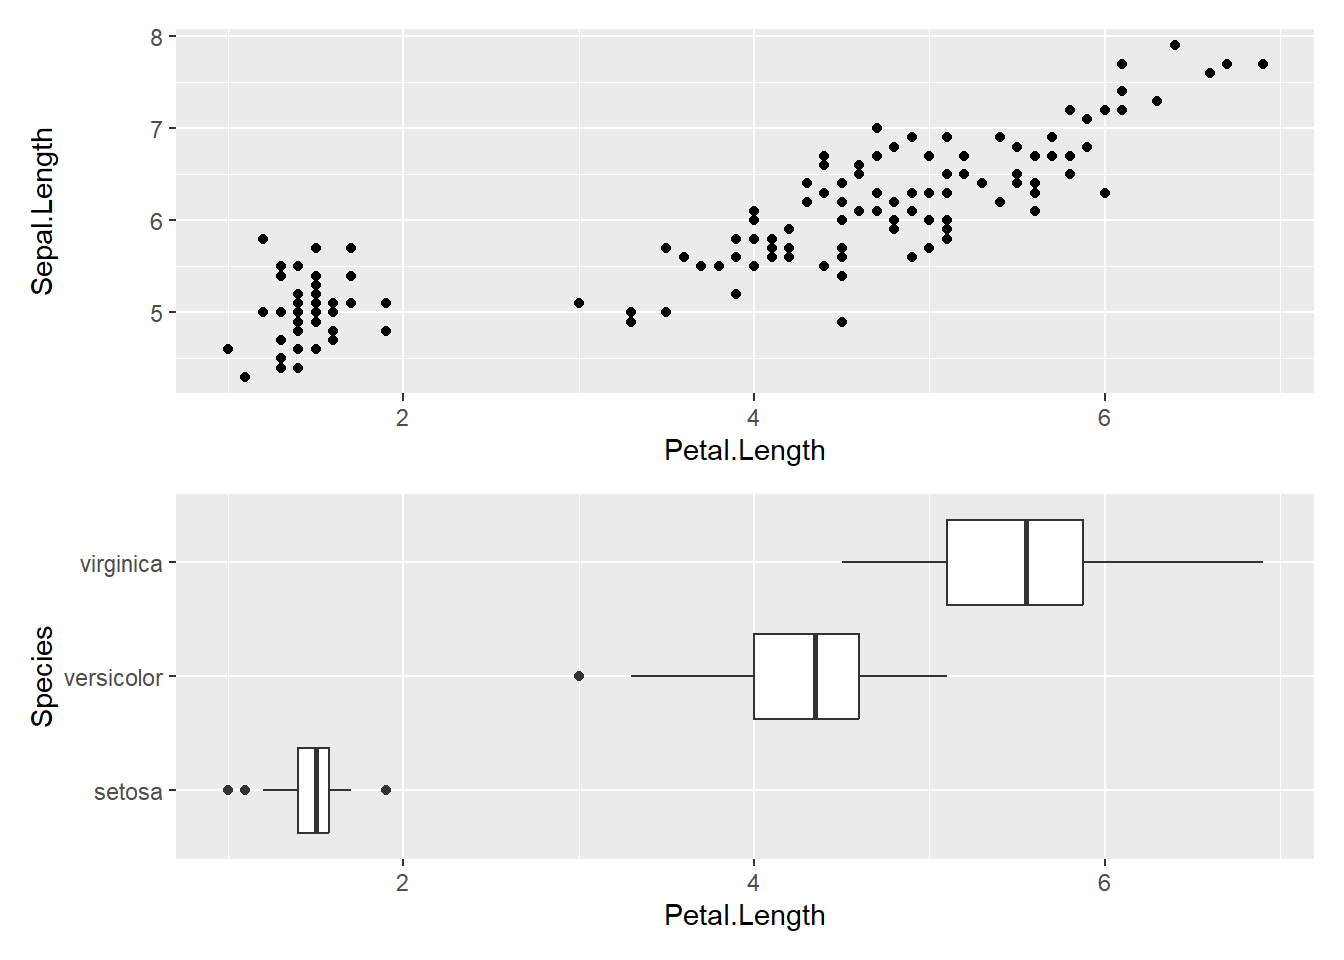 8
7
6
5
Sepal.Length
2 4 6
Petal.Length
virginica
versicolor
setosa
Species
2 4 6
Petal.Length